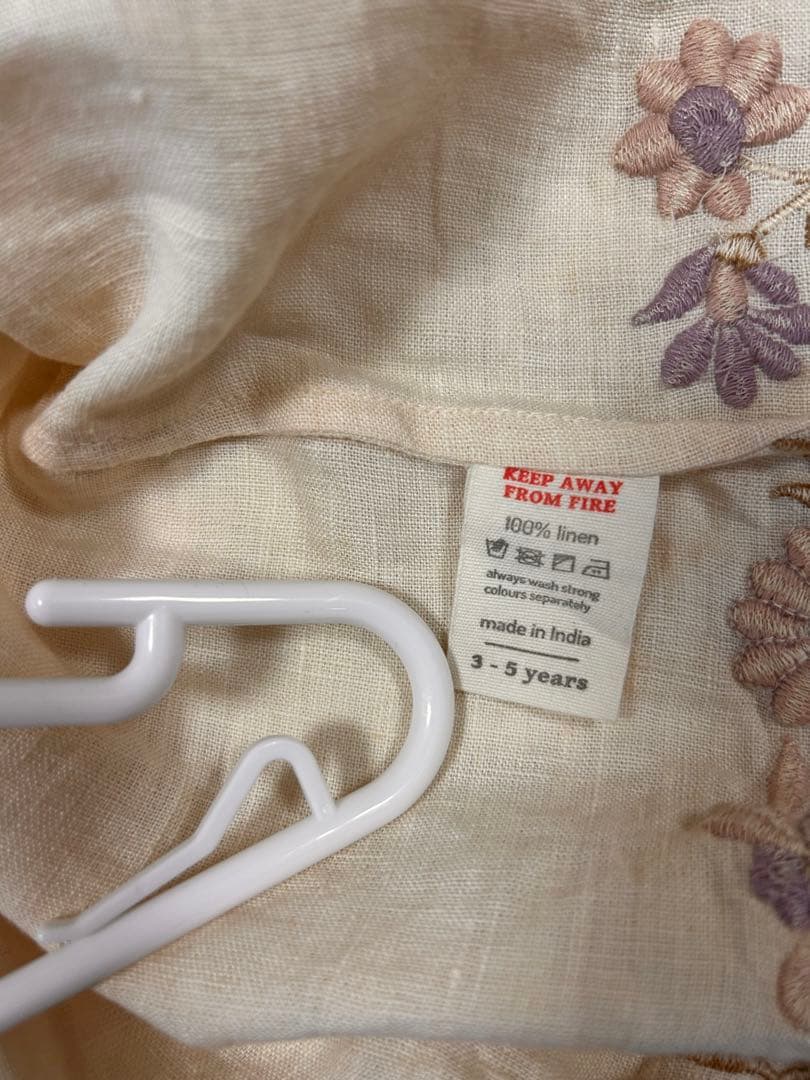 KEEP AWAY
FROM FIRE
100% linen
always wash strong
colours separately
made in India
3 - 5 years